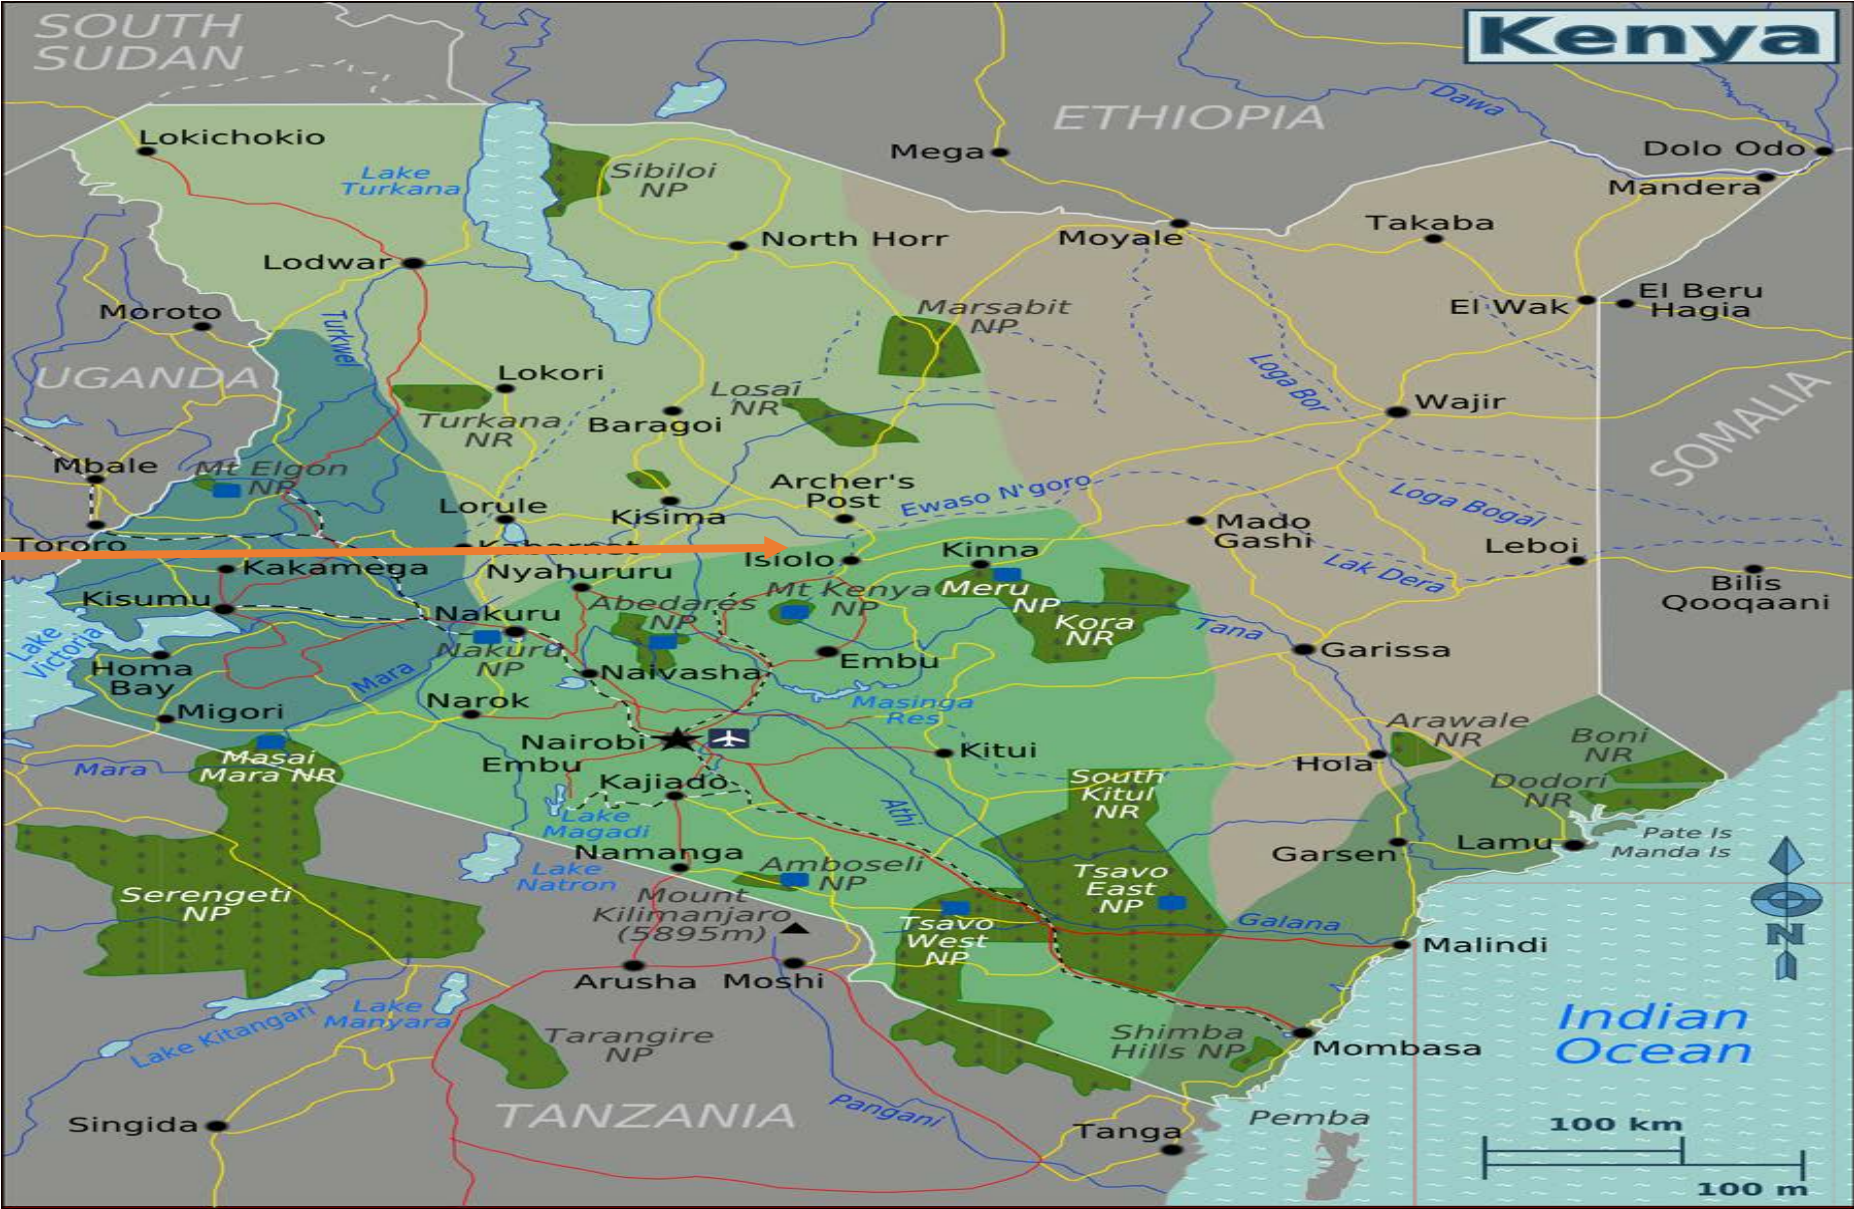 SOUTH
SUDAN
Kenya
ETHIOPIA
Dawa
Lokichokio
Mega
Dolo Odo
Lake
Turkana
Sibiloi
NP
Mandera
North Horr
Moyale
Takaba
Lodwar
Moroto
Turkwel
Marsabit
NP
El Wak
El Beru
Hagia
UGANDA
Lokori
Losai
NR
Loga Bor
Wajir
SOMALIA
Turkana
NR
Baragoi
Mbale
Mt Elgon
NP
Archer's
Post
Ewaso N'goro
Loga Bogal
Lorule
Kisima
Mado
Gashi
Tororo
Kabarnet
Isiolo
Kinna
Leboi
Kakamega
Nyahururu
Mt Kenya
NP
Meru
NP
Lak Dera
Bilis
Qooqaani
Kisumu
Nakuru
Abedares
NP
Kora
NR
Tana
Lake
Victoria
Nakuru
NP
Naivasha
Embu
Garissa
Homa
Bay
Mara
Narok
Masinga
Res
Migori
Arawale
NR
Boni
NR
Nairobi
Kitui
Hola
Masai
Mara NR
Mara
Embu
Kajiado
South
Kitul
NR
Dodori
NR
Athi
Lake
Magadi
Pate Is
Manda Is
Namanga
Garsen
Lamu
Lake
Natron
Amboseli
NP
Tsavo
East
NP
Serengeti
NP
Mount
Kilimanjaro
(5895m)
Tsavo
West
NP
Galana
N
Malindi
Arusha
Moshi
Lake
Manyara
Lake Kitangari
Tarangire
NP
Shimba
Hills NP
Mombasa
Indian
Ocean
Singida
TANZANIA
Pangani
Tanga
Pemba
100 km
100 m